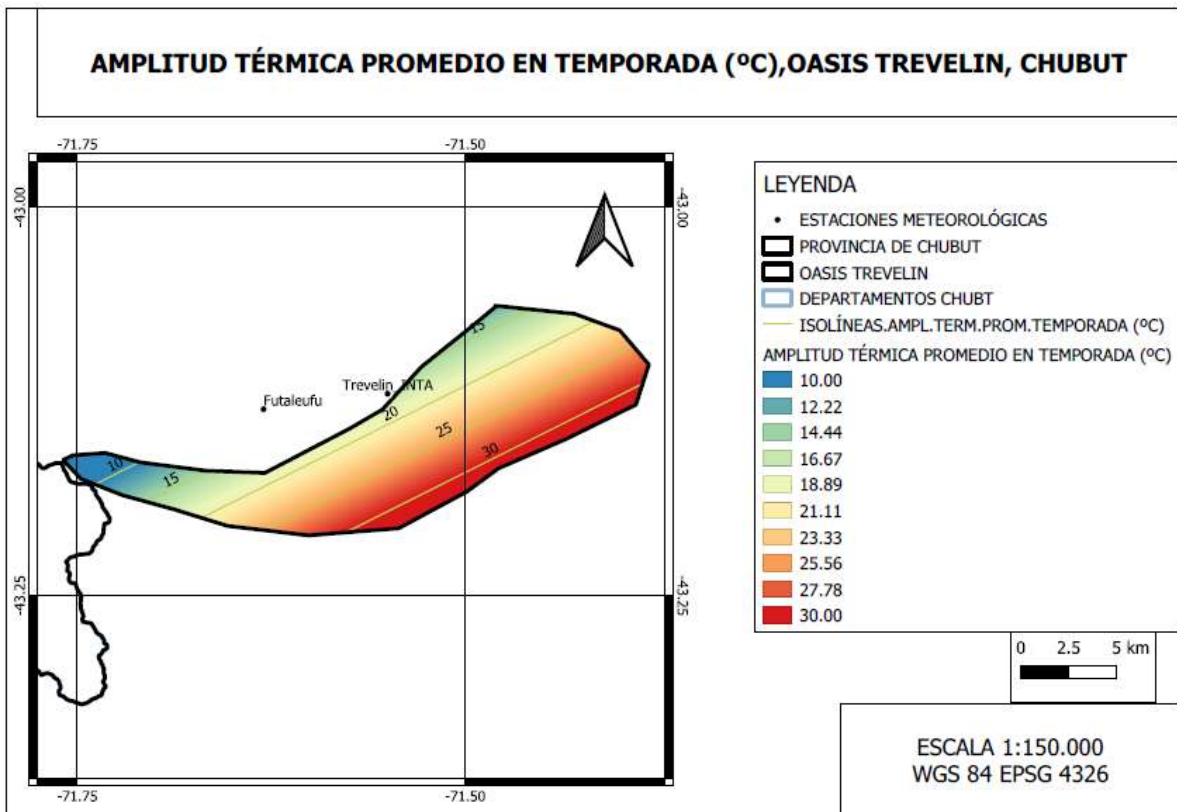 AMPLITUD TÉRMICA PROMEDIO EN TEMPORADA (ºC),OASIS TREVELIN, CHUBUT
-71.75
-71.50
-43.00
-43.00
15
Trevelin_INTA
Futaleufu
20
25
30
10
15
-43.25
-43.25
-71.75
-71.50
LEYENDA
ESTACIONES METEOROLÓGICAS
PROVINCIA DE CHUBUT
OASIS TREVELIN
DEPARTAMENTOS CHUBT
ISOLÍNEAS.AMPL.TERM.PROM.TEMPORADA (ºC)
AMPLITUD TÉRMICA PROMEDIO EN TEMPORADA (ºC)
10.00
12.22
14.44
16.67
18.89
21.11
23.33
25.56
27.78
30.00
0 2.5 5 km
ESCALA 1:150.000
WGS 84 EPSG 4326